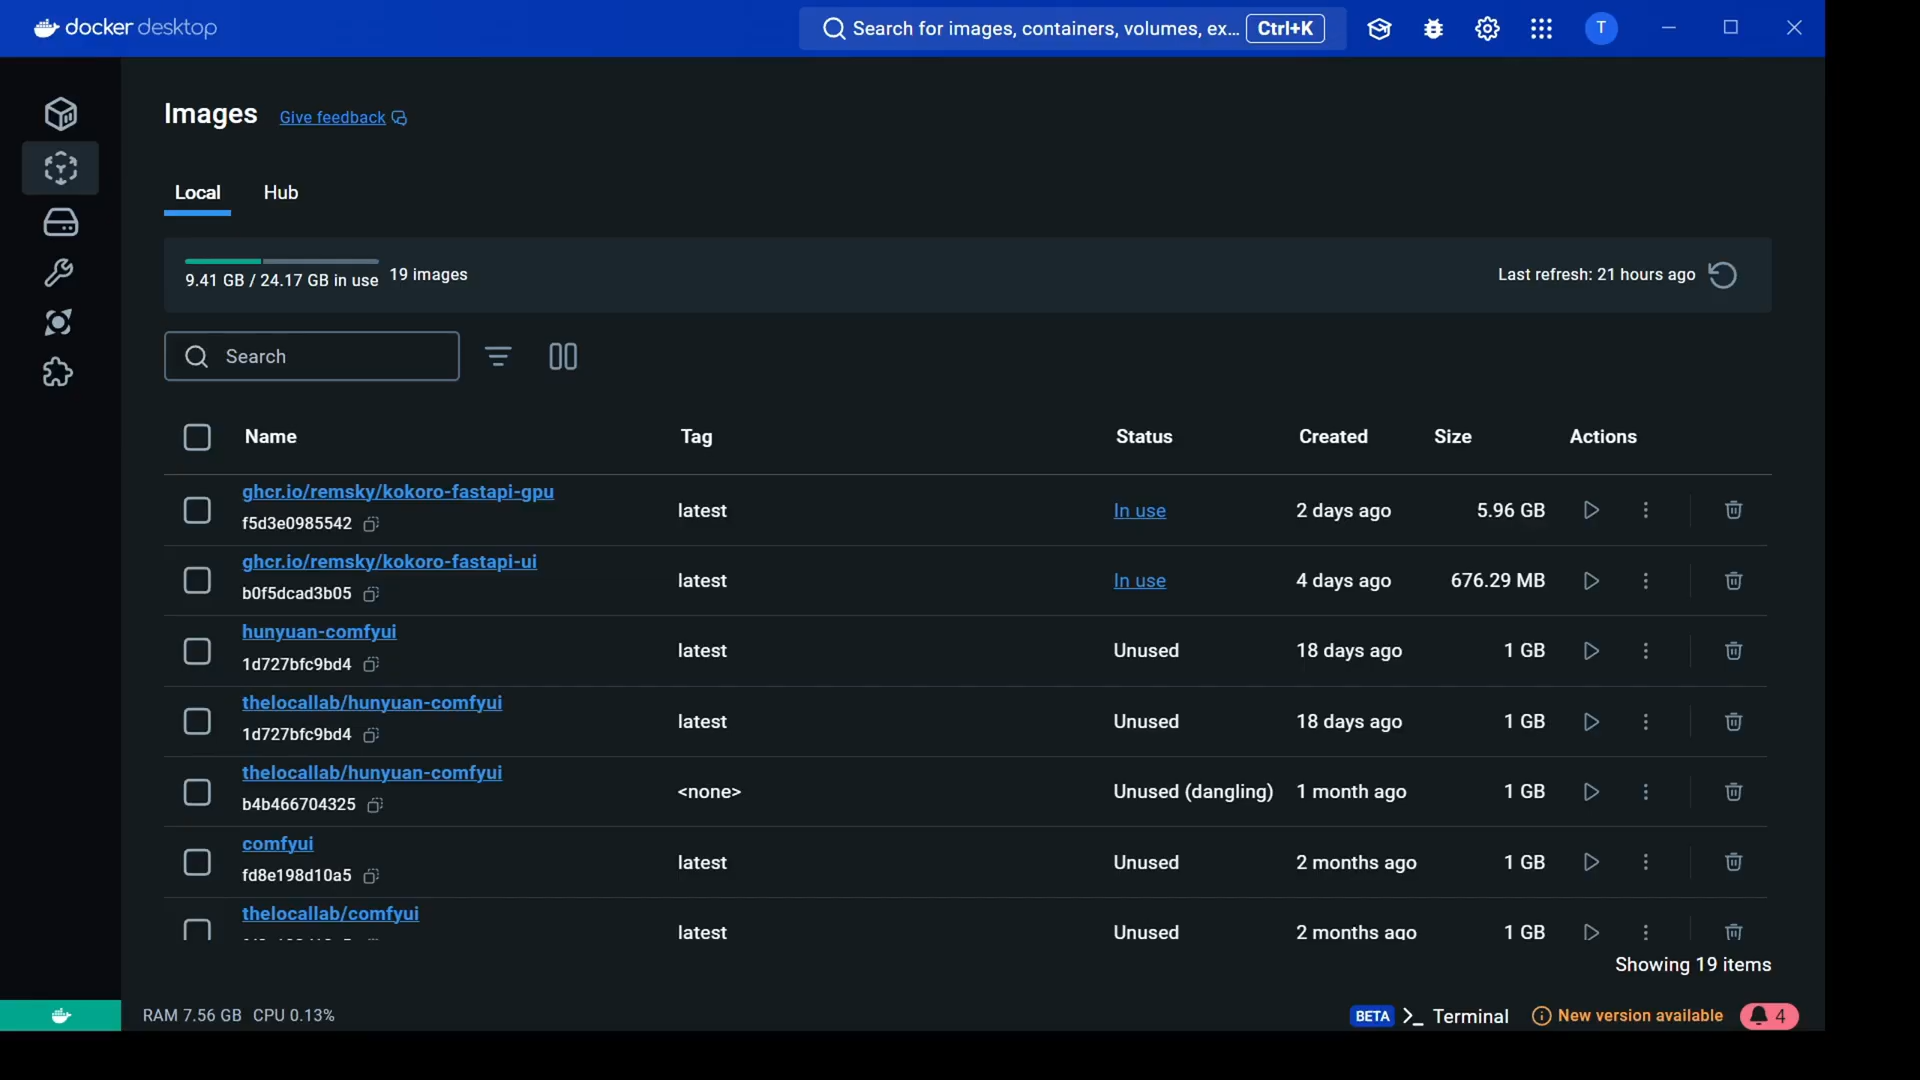 docker desktop
Search for images, containers, volumes, ex... Ctrl+K
T
Images Give feedback
Local Hub
9.41 GB / 24.17 GB in use 19 images Last refresh: 21 hours ago
Search
Name Tag Status Created Size Actions
ghcr.io/remsky/kokoro-fastapi-gpu
f5d3e0985542 latest In use 2 days ago 5.96 GB
ghcr.io/remsky/kokoro-fastapi-ui
b0f5dcad3b05 latest In use 4 days ago 676.29 MB
hunyuan-comfyui
1d727bfc9bd4 latest Unused 18 days ago 1 GB
thelocallab/hunyuan-comfyui
1d727bfc9bd4 latest Unused 18 days ago 1 GB
thelocallab/hunyuan-comfyui
b4b466704325 <none> Unused (dangling) 1 month ago 1 GB
comfyui
fd8e198d10a5 latest Unused 2 months ago 1 GB
thelocallab/comfyui
latest Unused 2 months ago 1 GB
Showing 19 items
RAM 7.56 GB CPU 0.13% BETA >_ Terminal New version available 4